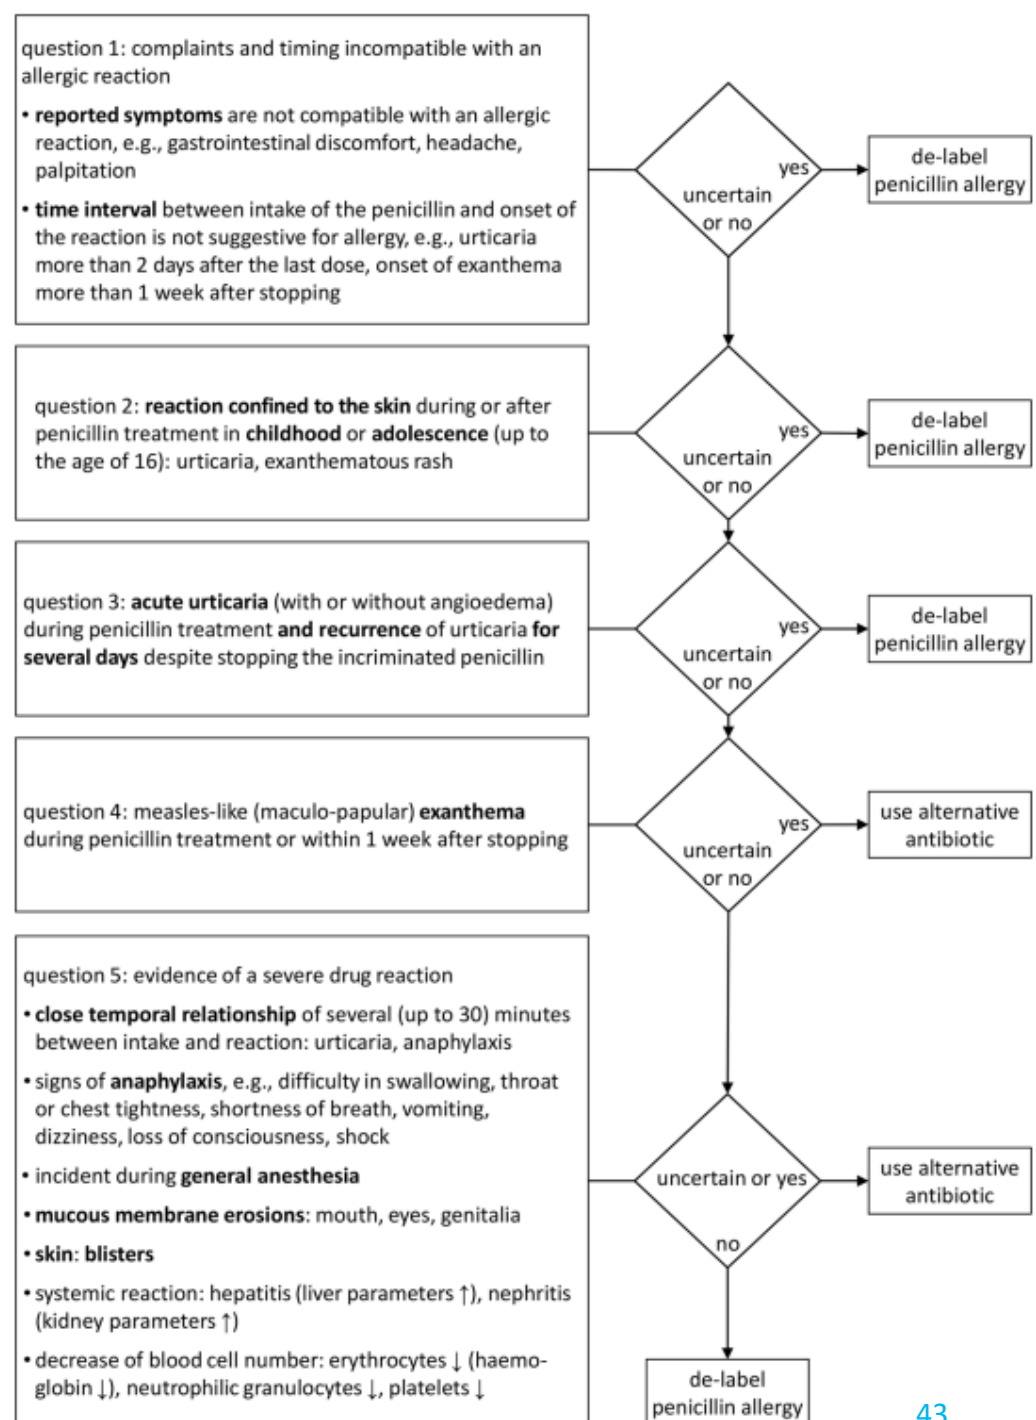 question 1: complaints and timing incompatible with an
allergic reaction
• reported symptoms are not compatible with an allergic
reaction, e.g., gastrointestinal discomfort, headache,
palpitation
• time interval between intake of the penicillin and onset of
the reaction is not suggestive for allergy, e.g., urticaria
more than 2 days after the last dose, onset of exanthema
more than 1 week after stopping
yes
uncertain
or no
de-label
penicillin allergy
question 2: reaction confined to the skin during or after
penicillin treatment in childhood or adolescence (up to
the age of 16): urticaria, exanthematous rash
yes
uncertain
or no
de-label
penicillin allergy
question 3: acute urticaria (with or without angioedema)
during penicillin treatment and recurrence of urticaria for
several days despite stopping the incriminated penicillin
yes
uncertain
or no
de-label
penicillin allergy
question 4: measles-like (maculo-papular) exanthema
during penicillin treatment or within 1 week after stopping
yes
uncertain
or no
use alternative
antibiotic
question 5: evidence of a severe drug reaction
• close temporal relationship of several (up to 30) minutes
between intake and reaction: urticaria, anaphylaxis
• signs of anaphylaxis, e.g., difficulty in swallowing, throat
or chest tightness, shortness of breath, vomiting,
dizziness, loss of consciousness, shock
• incident during general anesthesia
• mucous membrane erosions: mouth, eyes, genitalia
• skin: blisters
• systemic reaction: hepatitis (liver parameters ↑), nephritis
(kidney parameters ↑)
• decrease of blood cell number: erythrocytes ↓ (haemo-
globin ↓), neutrophilic granulocytes ↓, platelets ↓
uncertain or yes
no
use alternative
antibiotic
de-label
penicillin allergy
43